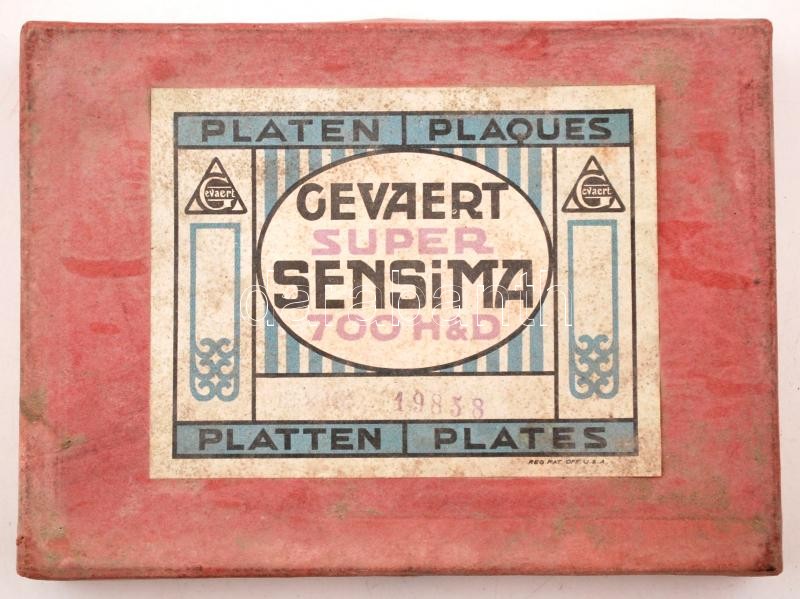 PLATEN PLAQUES
Gevaert Gevaert
GEVAERT
SUPER
SENSiMA
700 H&D
19858
PLATTEN PLATES
REG. PAT. OFF. U.S.A.